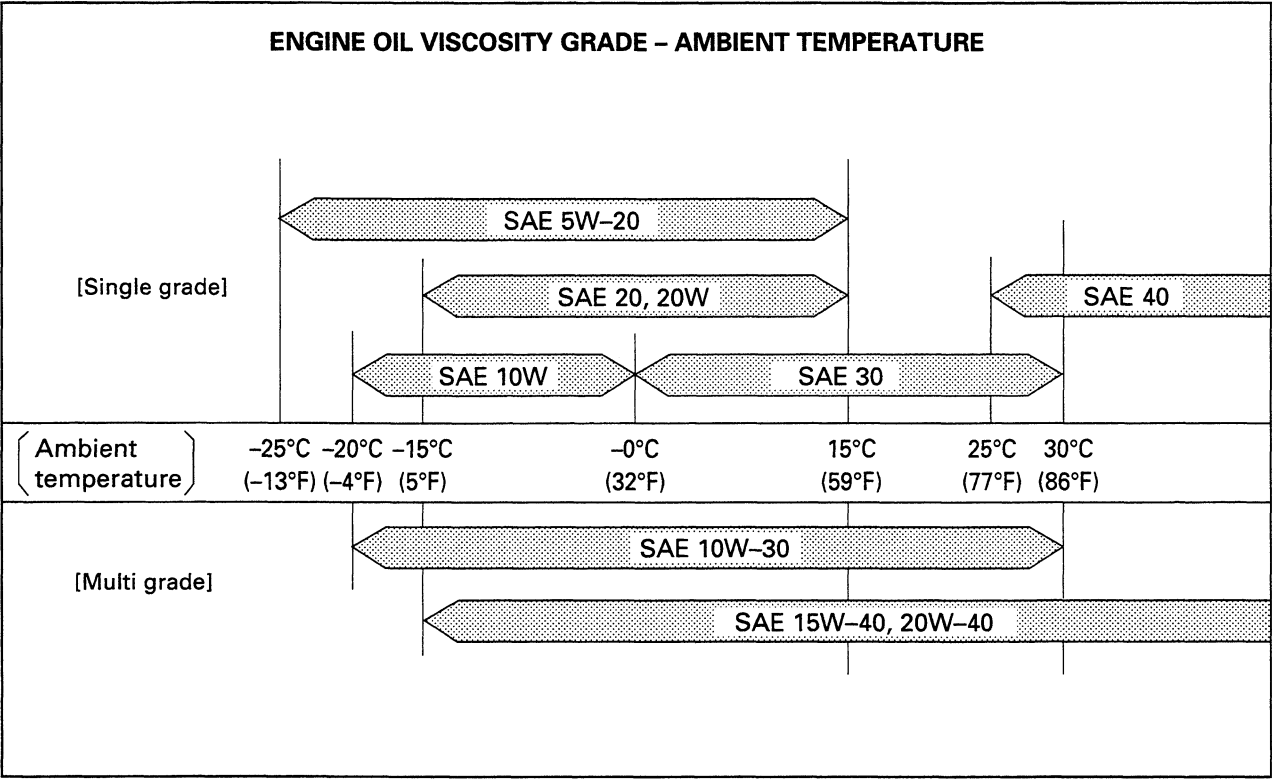 ENGINE OIL VISCOSITY GRADE – AMBIENT TEMPERATURE
SAE 5W–20
[Single grade]
SAE 20, 20W
SAE 40
SAE 10W
SAE 30
Ambient temperature
–25°C –20°C –15°C –0°C 15°C 25°C 30°C
(–13°F) (–4°F) (5°F) (32°F) (59°F) (77°F) (86°F)
SAE 10W–30
[Multi grade]
SAE 15W–40, 20W–40